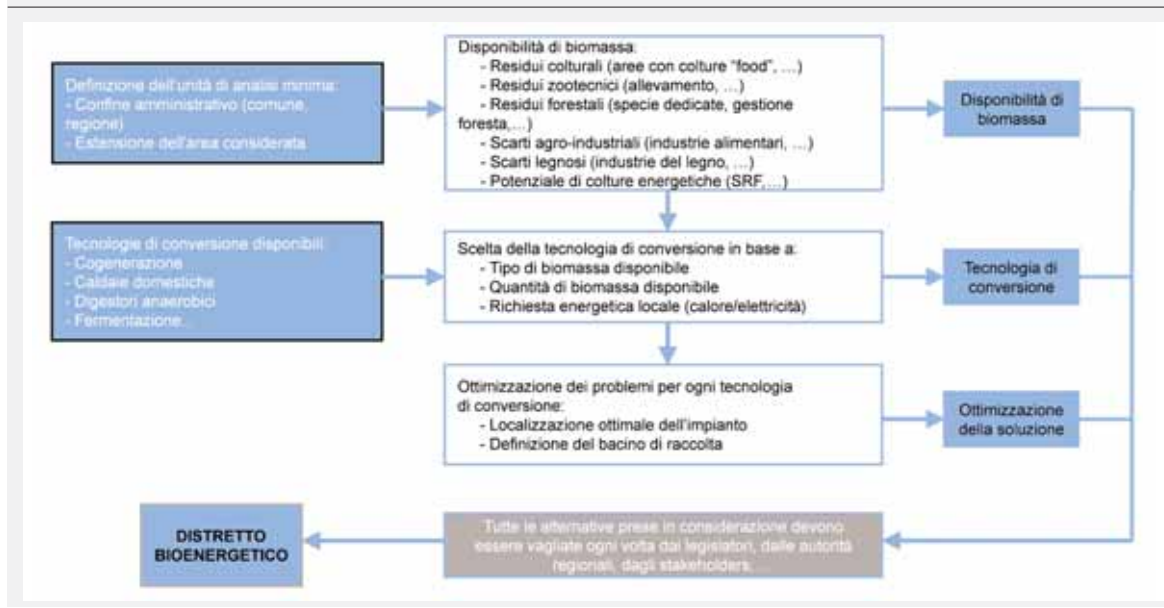 Definizione dell'unità di analisi minima:
- Confine amministrativo (comune,
regione)
- Estensione dell'area considerata
Disponibilità di biomassa:
- Residui colturali (aree con colture "food", ...)
- Residui zootecnici (allevamento, ...)
- Residui forestali (specie dedicate, gestione
foresta,...)
- Scarti agro-industriali (industrie alimentari, ...)
- Scarti legnosi (industrie del legno, ...)
- Potenziale di colture energetiche (SRF,...)
Disponibilità di
biomassa
Tecnologie di conversione disponibili:
- Cogenerazione
- Caldaie domestiche
- Digestori anaerobici
- Fermentazione...
Scelta della tecnologia di conversione in base a:
- Tipo di biomassa disponibile
- Quantità di biomassa disponibile
- Richiesta energetica locale (calore/elettricità)
Tecnologia di
conversione
Ottimizzazione dei problemi per ogni tecnologia
di conversione:
- Localizzazione ottimale dell'impianto
- Definizione del bacino di raccolta
Ottimizzazione
della soluzione
DISTRETTO
BIOENERGETICO
Tutte le alternative prese in considerazione devono
essere vagliate ogni volta dai legislatori, dalle autorità
regionali, dagli stakeholders, ...